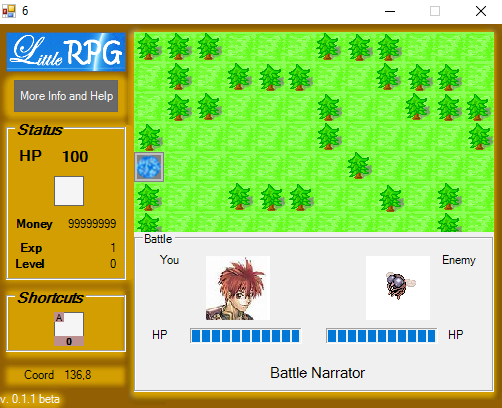 6
Little RPG
More Info and Help
Status
HP 100
Money 99999999
Exp 1
Level 0
Shortcuts
A
0
Coord 136,8
v. 0.1.1 beta
Battle
You
Enemy
HP
HP
Battle Narrator